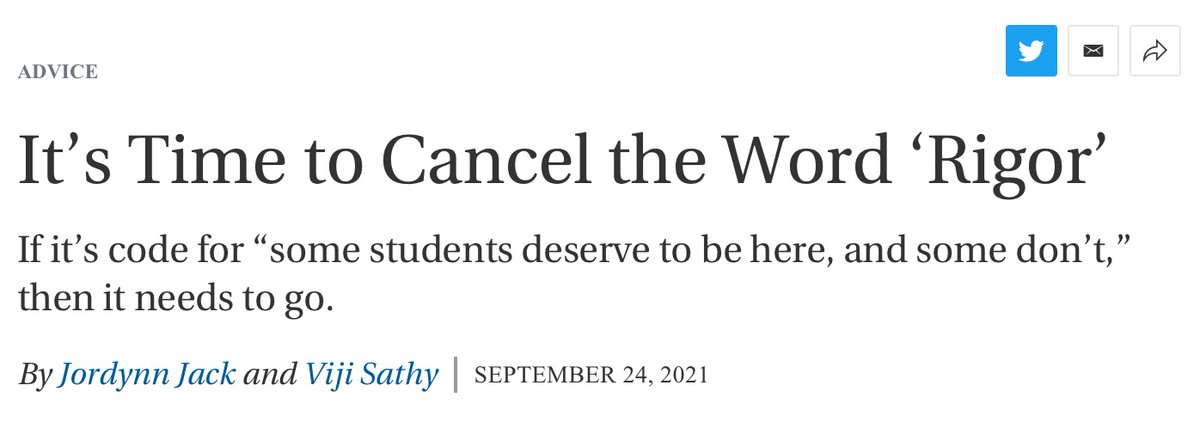 ADVICE
It’s Time to Cancel the Word ‘Rigor’
If it’s code for “some students deserve to be here, and some don’t,”
then it needs to go.
By Jordynn Jack and Viji Sathy | SEPTEMBER 24, 2021